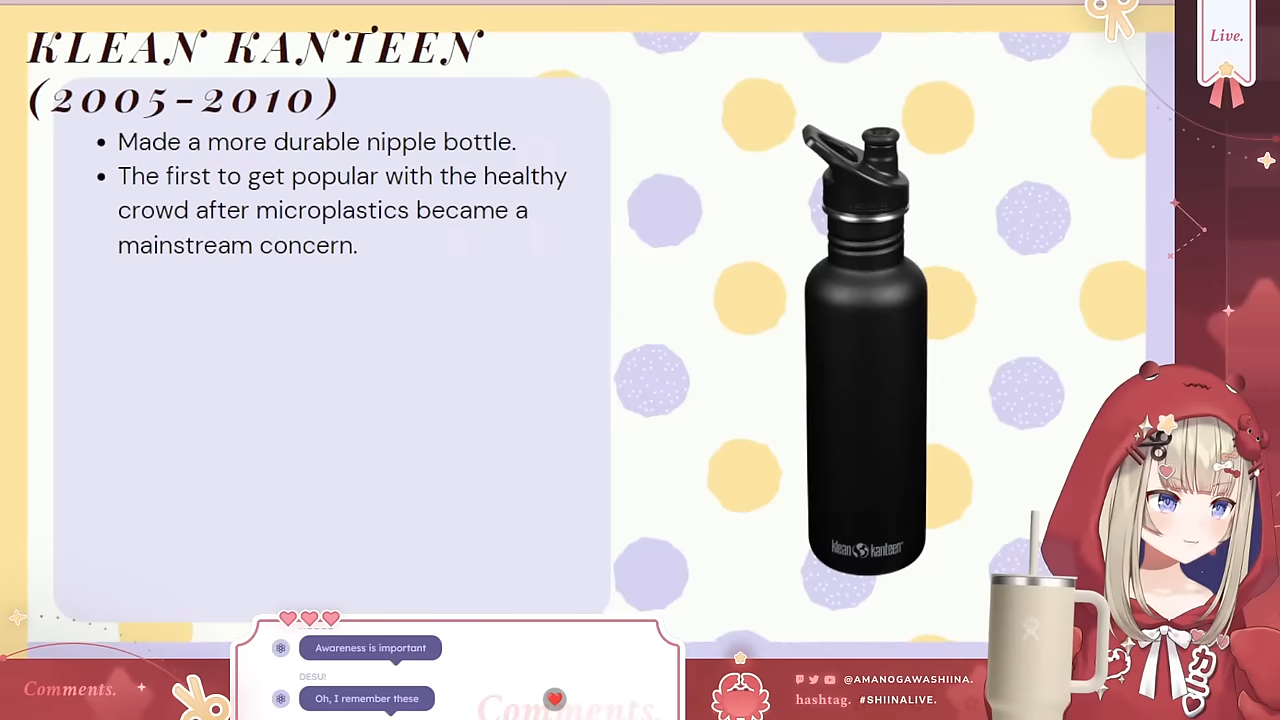 KLEAN KANTEEN
(2005-2010)
• Made a more durable nipple bottle.
• The first to get popular with the healthy
crowd after microplastics became a
mainstream concern.
klean kanteen
Live.
Awareness is important
DESU!
Oh, I remember these
Comments.
Comments.
@AMANOGAWASHIINA.
hashtag. #SHIINALIVE.
カニ